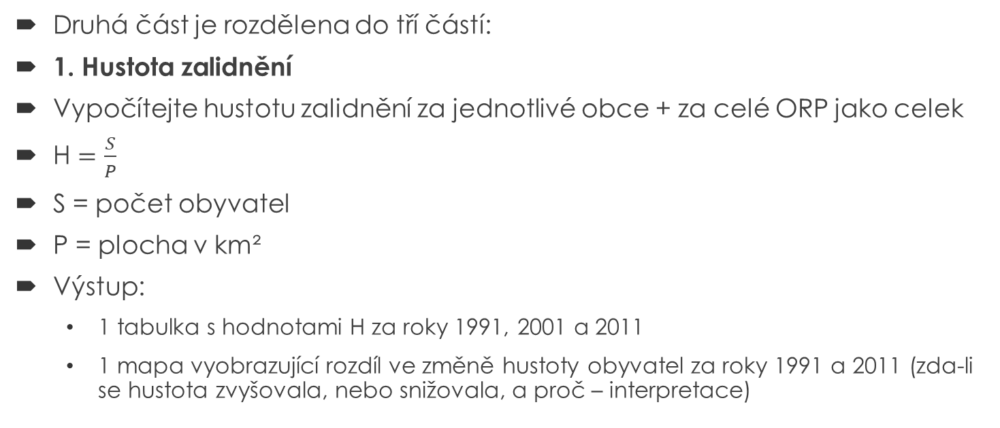 Druhá část je rozdělena do tří částí:
1. Hustota zalidnění
Vypočítejte hustotu zalidnění za jednotlivé obce + za celé ORP jako celek
H = S/P
S = počet obyvatel
P = plocha v km²
Výstup:
• 1 tabulka s hodnotami H za roky 1991, 2001 a 2011
• 1 mapa vyobrazující rozdíl ve změně hustoty obyvatel za roky 1991 a 2011 (zda-li
se hustota zvyšovala, nebo snižovala, a proč – interpretace)